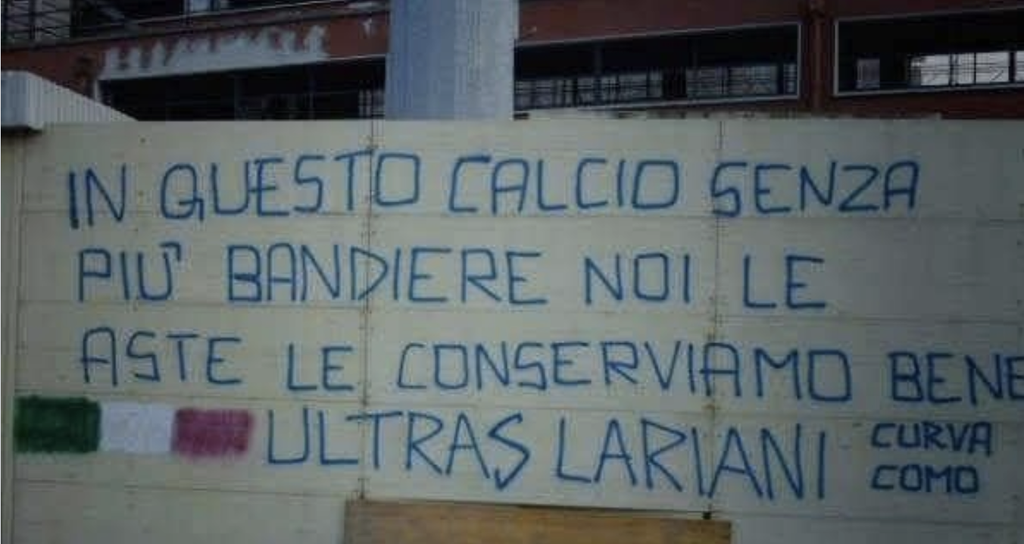 IN QUESTO CALCIO SENZA
PIU' BANDIERE NOI LE
ASTE LE CONSERVIAMO BENE
ULTRAS LARIANI CURVA
COMO